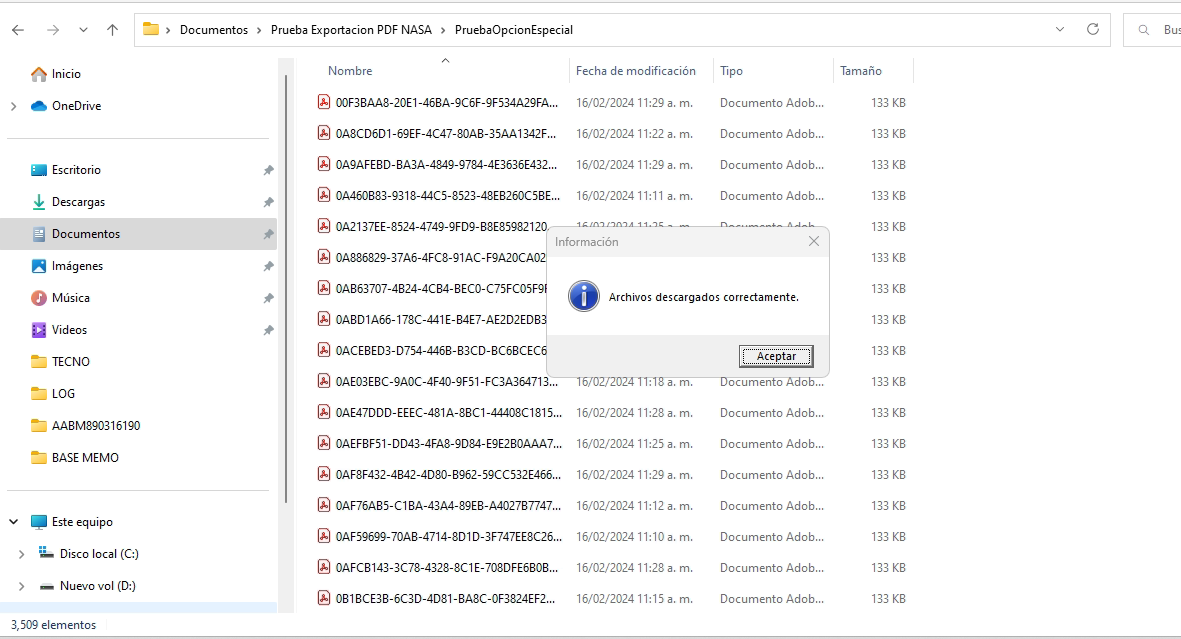 Documentos > Prueba Exportacion PDF NASA > PruebaOpcionEspecial
Bus
Inicio
OneDrive
Escritorio
Descargas
Documentos
Imágenes
Música
Videos
TECNO
LOG
AABM890316190
BASE MEMO
Este equipo
Disco local (C:)
Nuevo vol (D:)
Nombre Fecha de modificación Tipo Tamaño
00F3BAA8-20E1-46BA-9C6F-9F534A29FA... 16/02/2024 11:29 a. m. Documento Adob... 133 KB
0A8CD6D1-69EF-4C47-80AB-35AA1342F... 16/02/2024 11:22 a. m. Documento Adob... 133 KB
0A9AFEBD-BA3A-4849-9784-4E3636E432... 16/02/2024 11:29 a. m. Documento Adob... 133 KB
0A460B83-9318-44C5-8523-48EB260C5BE... 16/02/2024 11:11 a. m. Documento Adob... 133 KB
0A2137EE-8524-4749-9FD9-B8E85982120 16/02/2024 11:25 a. m. Documento Adob... 133 KB
0A886829-37A6-4FC8-91AC-F9A20CA02 133 KB
0AB63707-4B24-4CB4-BEC0-C75FC05F9F 133 KB
0ABD1A66-178C-441E-B4E7-AE2D2EDB3 133 KB
0ACEBED3-D754-446B-B3CD-BC6BCEC6 133 KB
0AE03EBC-9A0C-4F40-9F51-FC3A364713... 16/02/2024 11:18 a. m. Documento Adob... 133 KB
0AE47DDD-EEEC-481A-8BC1-44408C1815... 16/02/2024 11:28 a. m. Documento Adob... 133 KB
0AEFBF51-DD43-4FA8-9D84-E9E2B0AAA7... 16/02/2024 11:25 a. m. Documento Adob... 133 KB
0AF8F432-4B42-4D80-B962-59CC532E466... 16/02/2024 11:29 a. m. Documento Adob... 133 KB
0AF76AB5-C1BA-43A4-89EB-A4027B7747... 16/02/2024 11:12 a. m. Documento Adob... 133 KB
0AF59699-70AB-4714-8D1D-3F747EE8C26... 16/02/2024 11:10 a. m. Documento Adob... 133 KB
0AFCB143-3C78-4328-8C1E-708DFE6B0B... 16/02/2024 11:28 a. m. Documento Adob... 133 KB
0B1BCE3B-6C3D-4D81-BA8C-0F3824EF2... 16/02/2024 11:15 a. m. Documento Adob... 133 KB
Información
Archivos descargados correctamente.
Aceptar
3,509 elementos